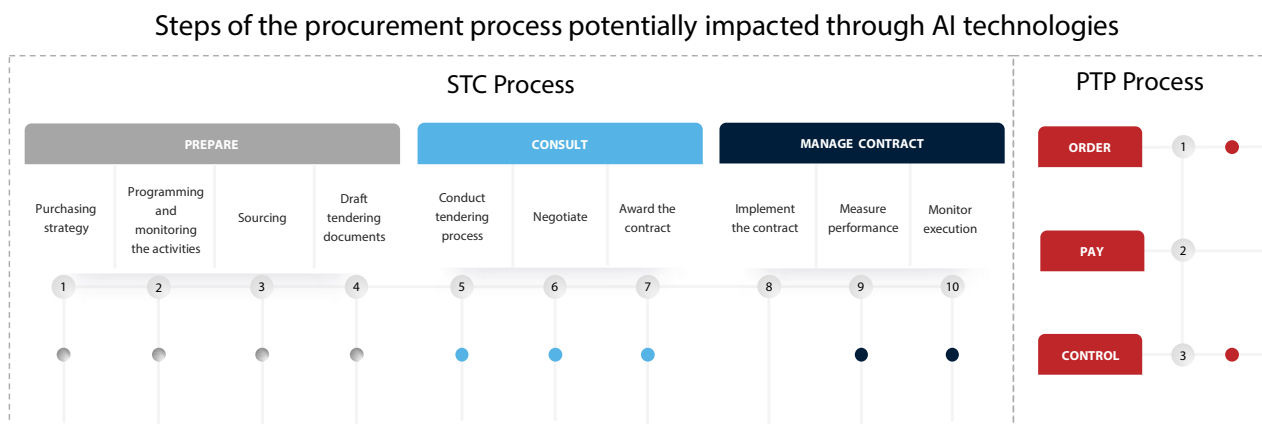 Steps of the procurement process potentially impacted through AI technologies
STC Process
PREPARE
CONSULT
MANAGE CONTRACT
Purchasing
strategy
Programming
and
monitoring
the activities
Sourcing
Draft
tendering
documents
Conduct
tendering
process
Negotiate
Award the
contract
Implement
the contract
Measure
performance
Monitor
execution
1
2
3
4
5
6
7
8
9
10
PTP Process
ORDER
1
PAY
2
CONTROL
3